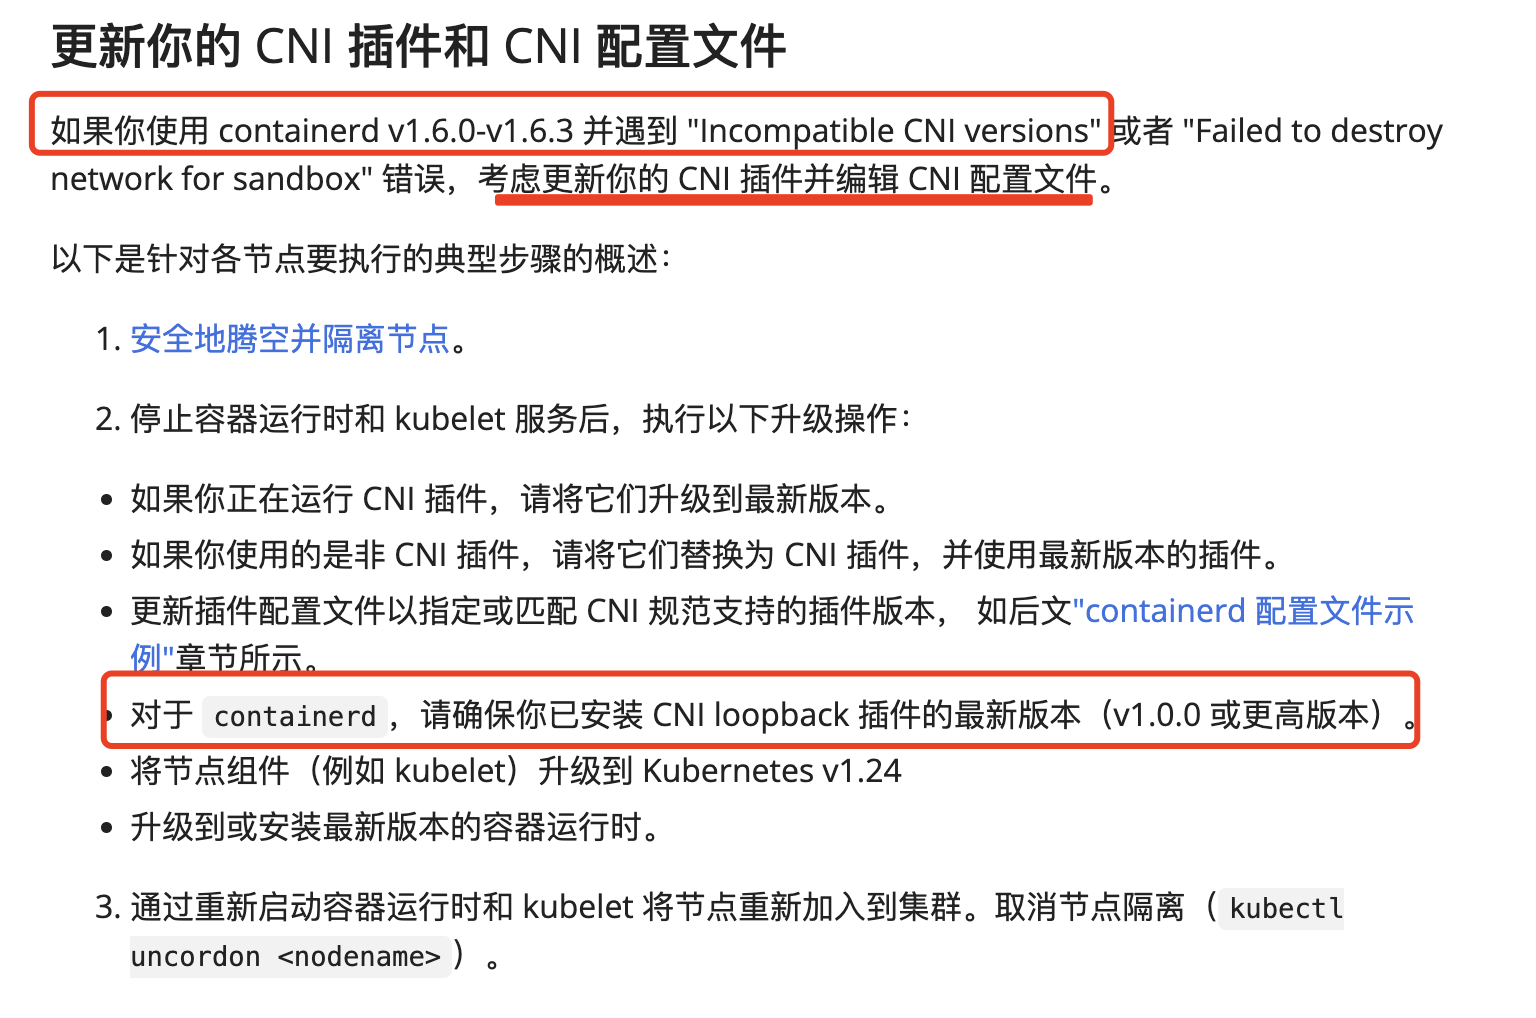 更新你的 CNI 插件和 CNI 配置文件
如果你使用 containerd v1.6.0-v1.6.3 并遇到 "Incompatible CNI versions" 或者 "Failed to destroy
network for sandbox" 错误，考虑更新你的 CNI 插件并编辑 CNI 配置文件。
以下是针对各节点要执行的典型步骤的概述：
1. 安全地腾空并隔离节点。
2. 停止容器运行时和 kubelet 服务后，执行以下升级操作：
• 如果你正在运行 CNI 插件，请将它们升级到最新版本。
• 如果你使用的是非 CNI 插件，请将它们替换为 CNI 插件，并使用最新版本的插件。
• 更新插件配置文件以指定或匹配 CNI 规范支持的插件版本， 如后文"containerd 配置文件示
例"章节所示。
• 对于 containerd，请确保你已安装 CNI loopback 插件的最新版本（v1.0.0 或更高版本）。
• 将节点组件（例如 kubelet）升级到 Kubernetes v1.24
• 升级到或安装最新版本的容器运行时。
3. 通过重新启动容器运行时和 kubelet 将节点重新加入到集群。取消节点隔离（kubectl
uncordon <nodename>）。